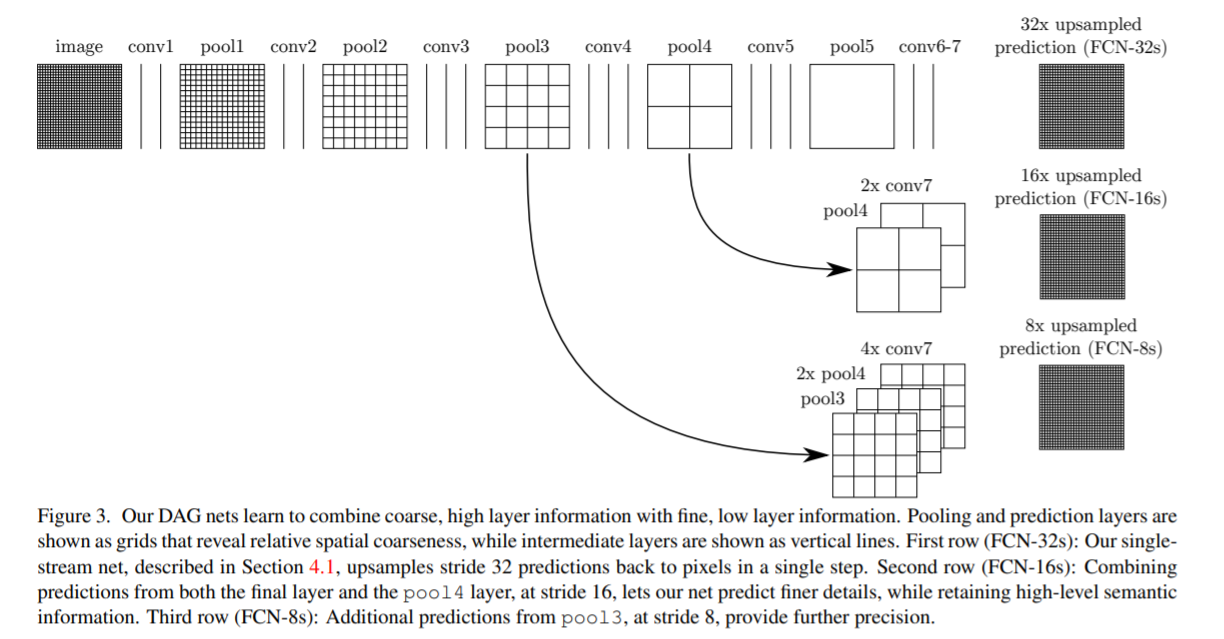 image conv1 pool1 conv2 pool2 conv3 pool3 conv4 pool4 conv5 pool5 conv6-7
32x upsampled
prediction (FCN-32s)
16x upsampled
prediction (FCN-16s)
2x conv7
pool4
8x upsampled
prediction (FCN-8s)
4x conv7
2x pool4
pool3
Figure 3. Our DAG nets learn to combine coarse, high layer information with fine, low layer information. Pooling and prediction layers are
shown as grids that reveal relative spatial coarseness, while intermediate layers are shown as vertical lines. First row (FCN-32s): Our single-
stream net, described in Section 4.1, upsamples stride 32 predictions back to pixels in a single step. Second row (FCN-16s): Combining
predictions from both the final layer and the pool4 layer, at stride 16, lets our net predict finer details, while retaining high-level semantic
information. Third row (FCN-8s): Additional predictions from pool3, at stride 8, provide further precision.